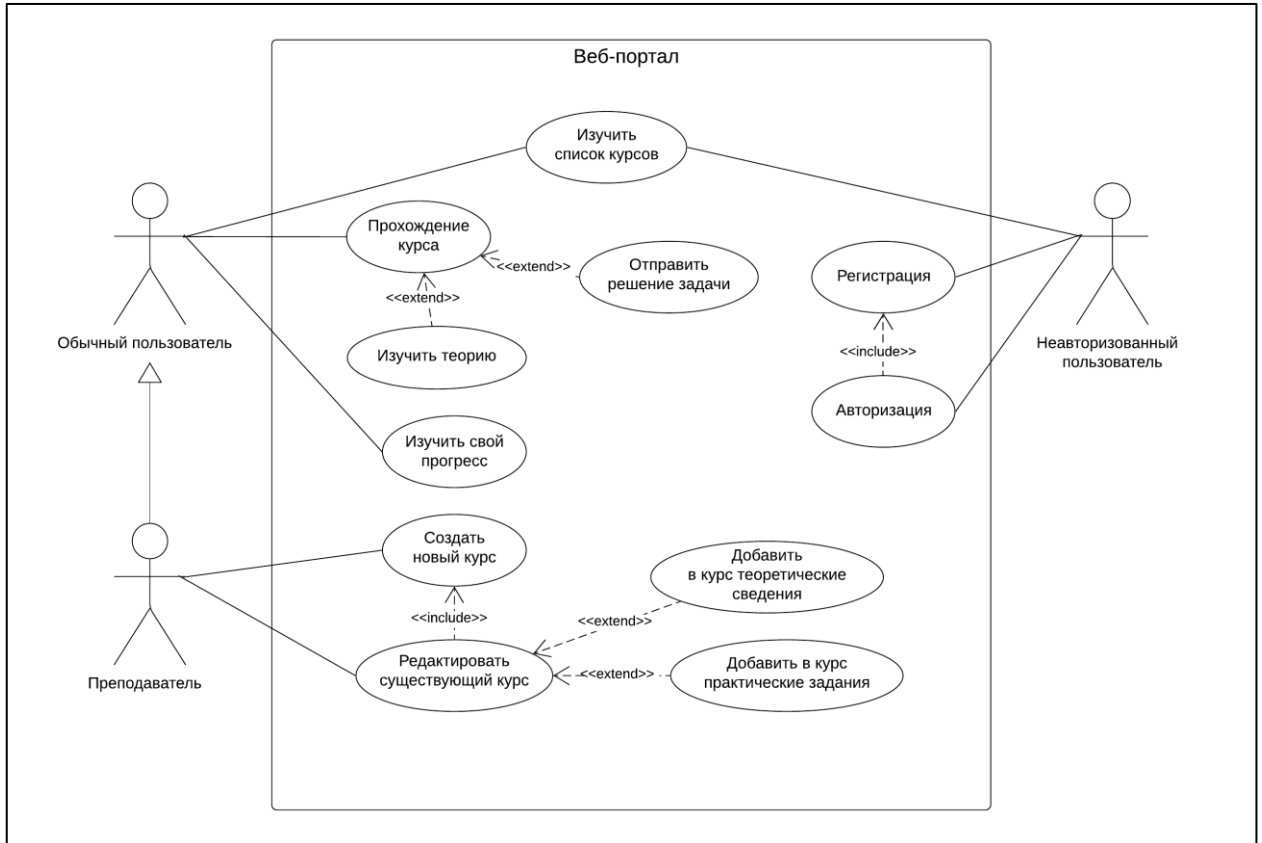 Веб-портал
Изучить
список курсов
Прохождение
курса
<<extend>>
Отправить
решение задачи
Регистрация
<<extend>>
Обычный пользователь
Изучить теорию
<<include>>
Неавторизованный
пользователь
Авторизация
Изучить свой
прогресс
Создать
новый курс
Добавить
в курс теоретические
сведения
<<include>>
<<extend>>
Преподаватель
Редактировать
существующий курс
<<extend>>
Добавить в курс
практические задания